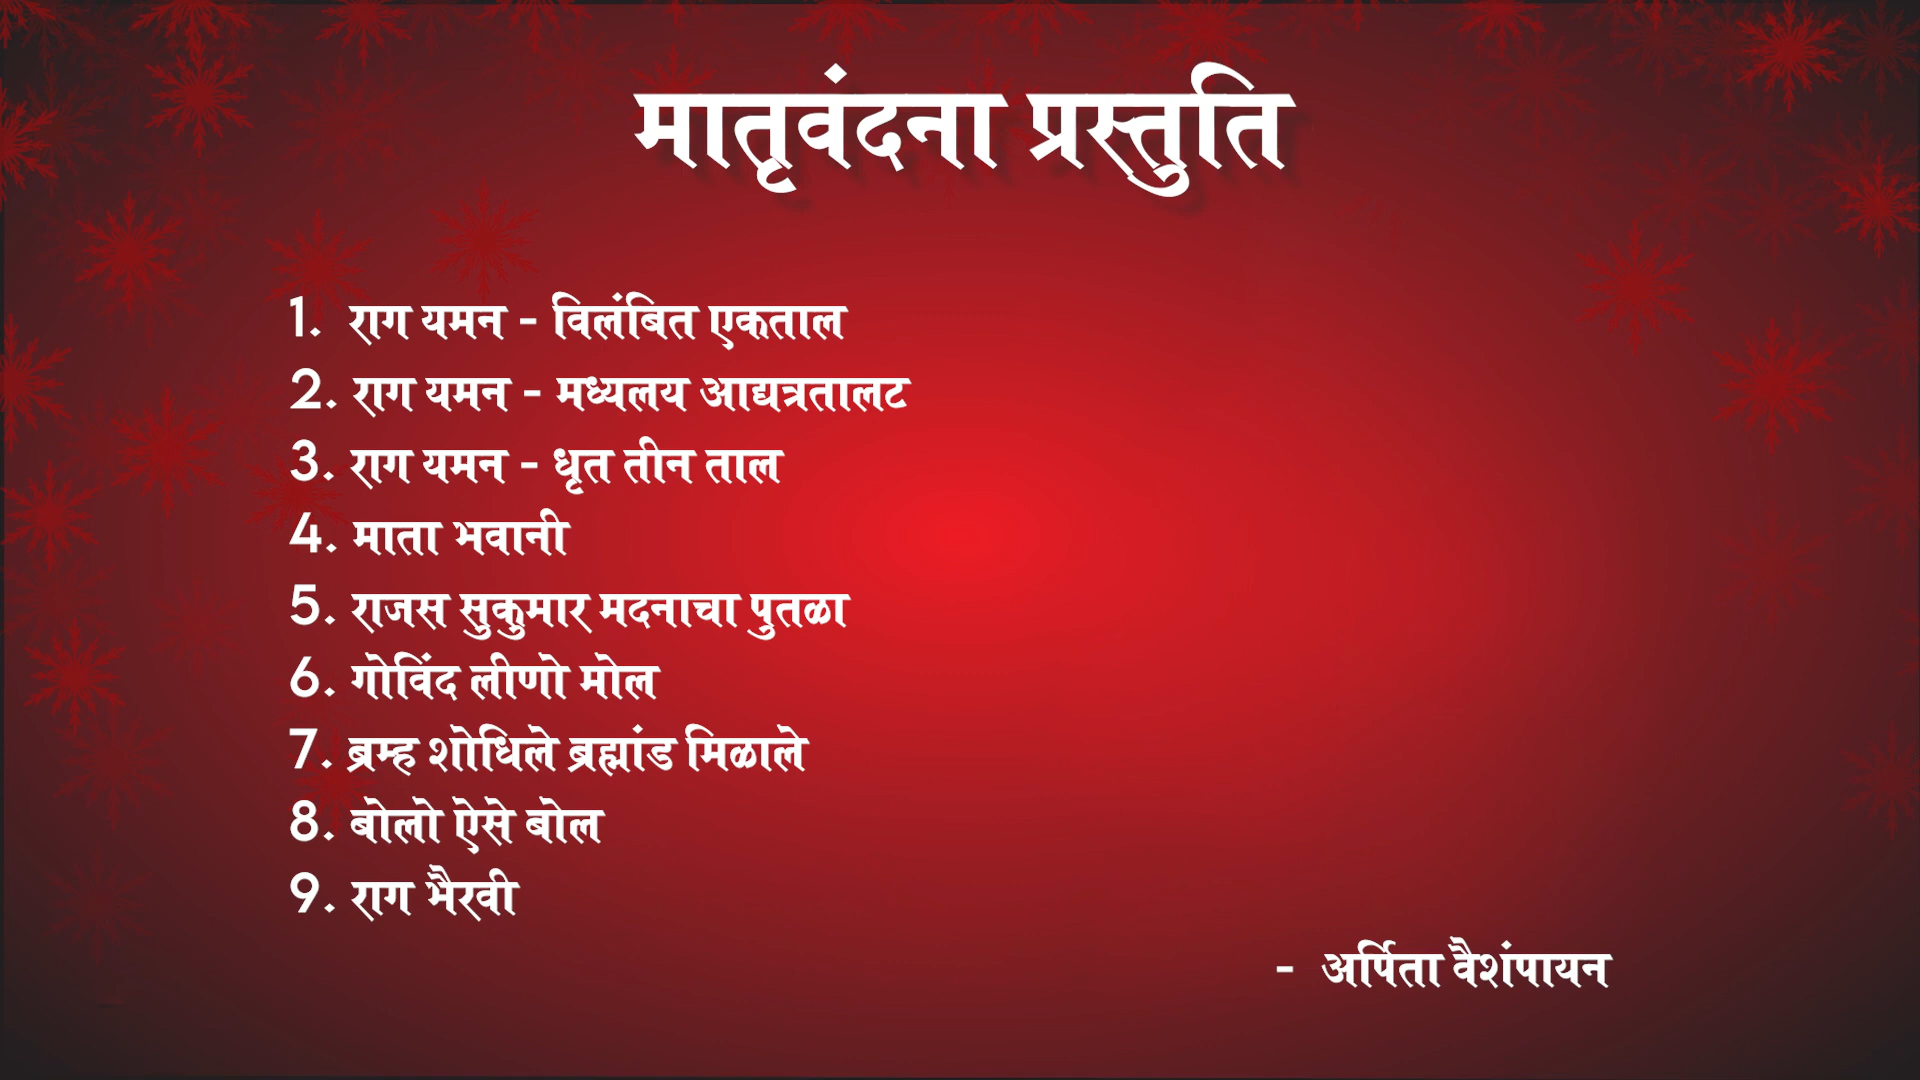 मातृवंदना प्रस्तुति
1. राग यमन - विलंबित एकताल
2. राग यमन - मध्यलय आद्यत्रतालट
3. राग यमन - धृत तीन ताल
4. माता भवानी
5. राजस सुकुमार मदनाचा पुतळा
6. गोविंद लीणो मोल
7. ब्रम्ह शोधिले ब्रह्मांड मिळाले
8. बोलो ऐसे बोल
9. राग भैरवी
- अर्पिता वैशंपायन